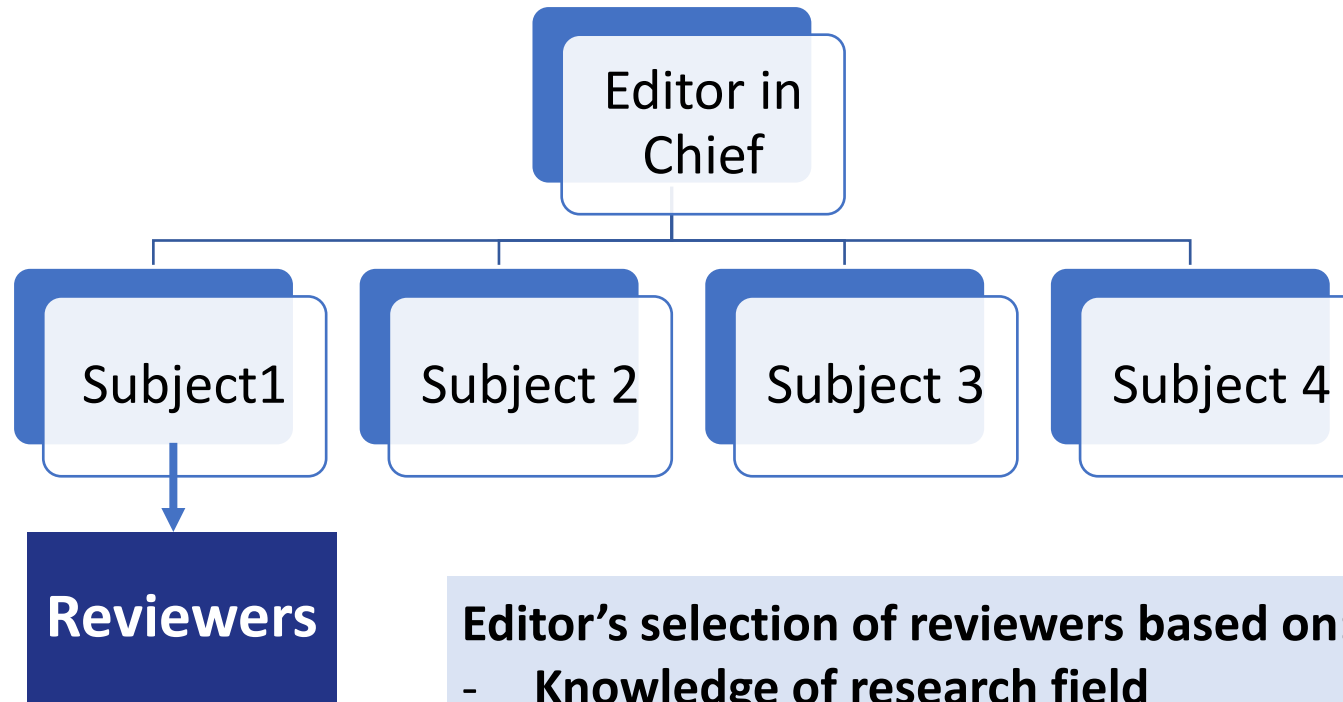 Editor in
Chief
Subject1
Subject 2
Subject 3
Subject 4
Reviewers
Editor’s selection of reviewers based on:
- Knowledge of research field